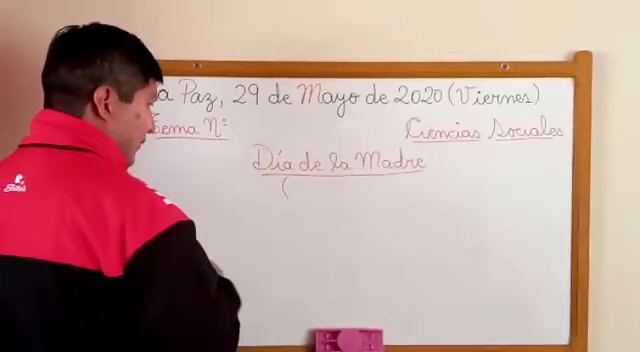 a Paz, 29 de Mayo de 2020 (Viernes)
Tema N°
Ciencias Sociales
Día de la Madre
(